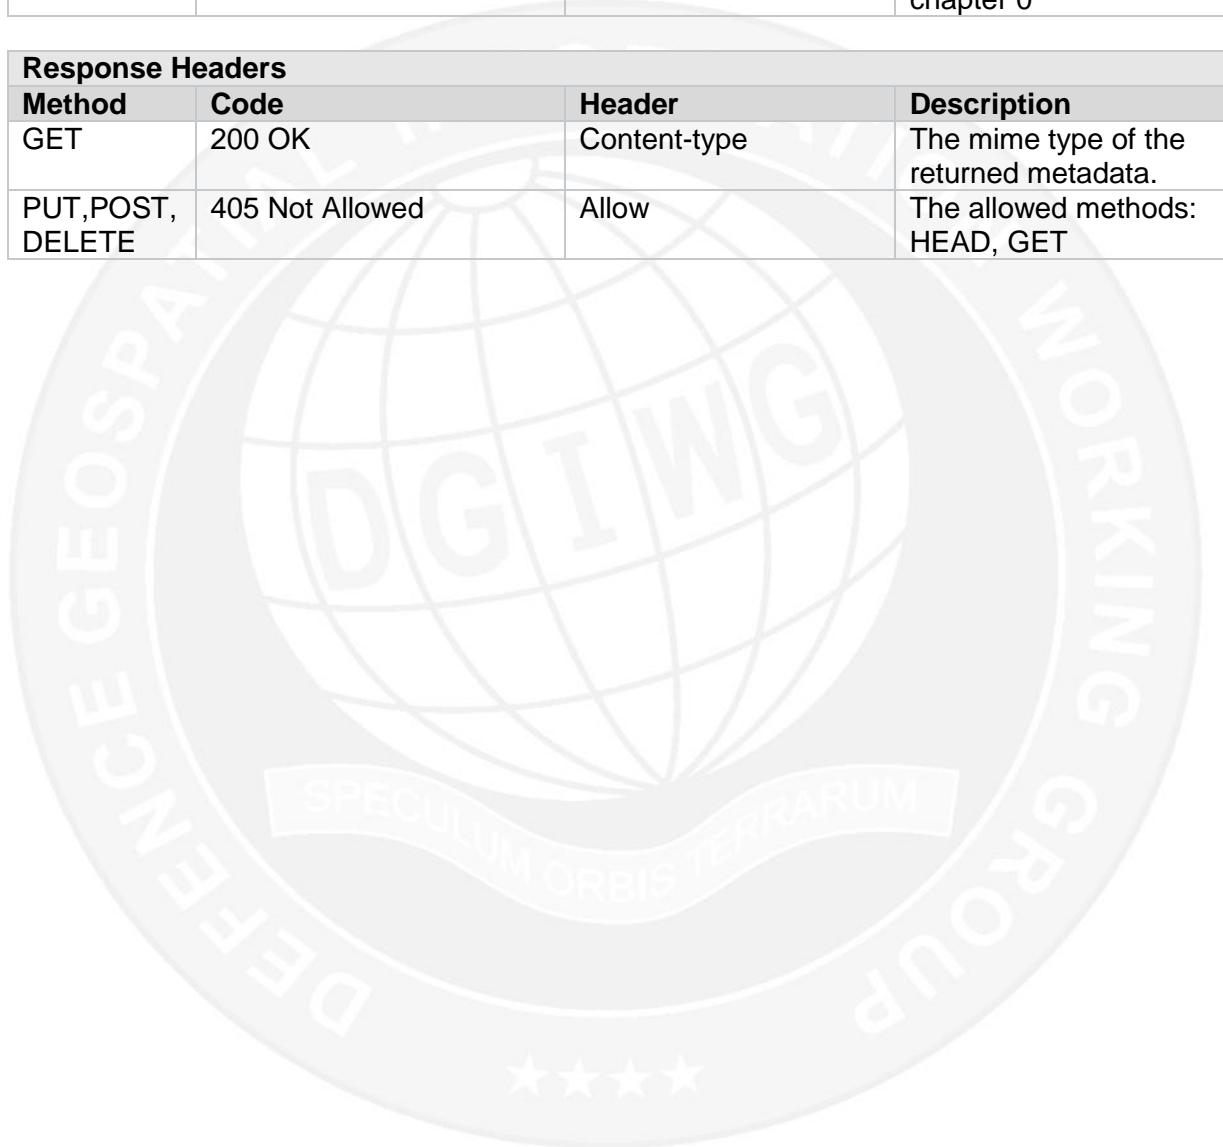 chapter 0
Response Headers
Method Code Header Description
GET 200 OK Content-type The mime type of the
returned metadata.
PUT,POST, 405 Not Allowed Allow The allowed methods:
DELETE HEAD, GET
DEFENCE GEOSPATIAL INFORMATION WORKING GROUP
DGIWG
SPECULUM ORBIS TERRARUM